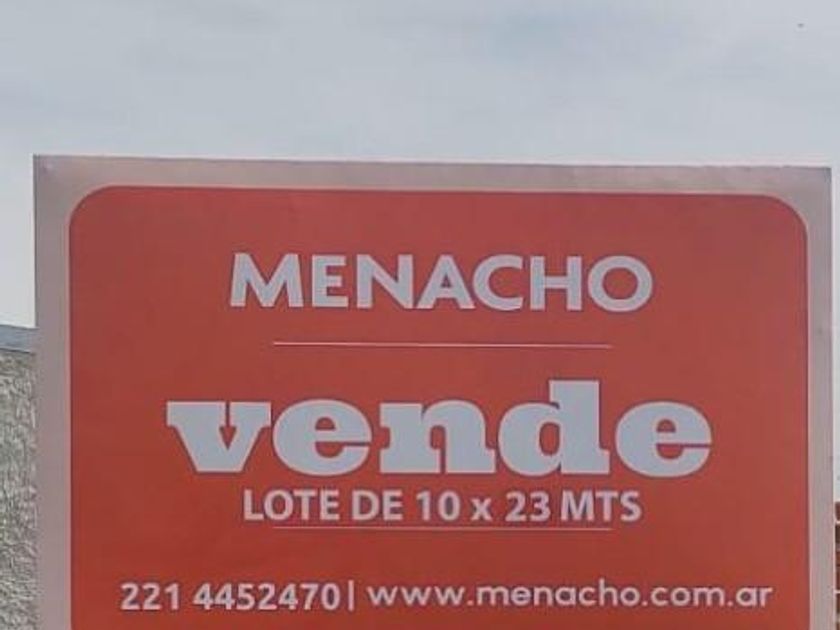 MENACHO
vende
LOTE DE 10 x 23 MTS
221 4452470| www.menacho.com.ar